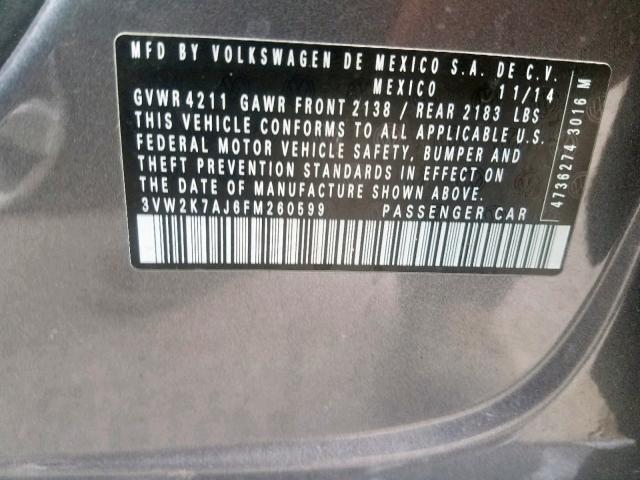 MFD BY VOLKSWAGEN DE MEXICO S.A. DE C.V.
MEXICO 11/14
GVWR 4211 GAWR FRONT 2138 / REAR 2183 LBS
THIS VEHICLE CONFORMS TO ALL APPLICABLE U.S.
FEDERAL MOTOR VEHICLE SAFETY, BUMPER AND
THEFT PREVENTION STANDARDS IN EFFECT ON THE
DATE OF MANUFACTURE SHOWN ABOVE.
3VW2K7AJ6FM260599 PASSENGER CAR
4736274 3016 M